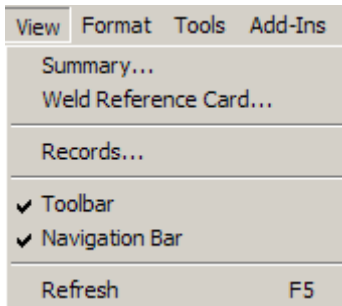 View Format Tools Add-Ins
Summary...
Weld Reference Card...
Records...
Toolbar
Navigation Bar
Refresh F5